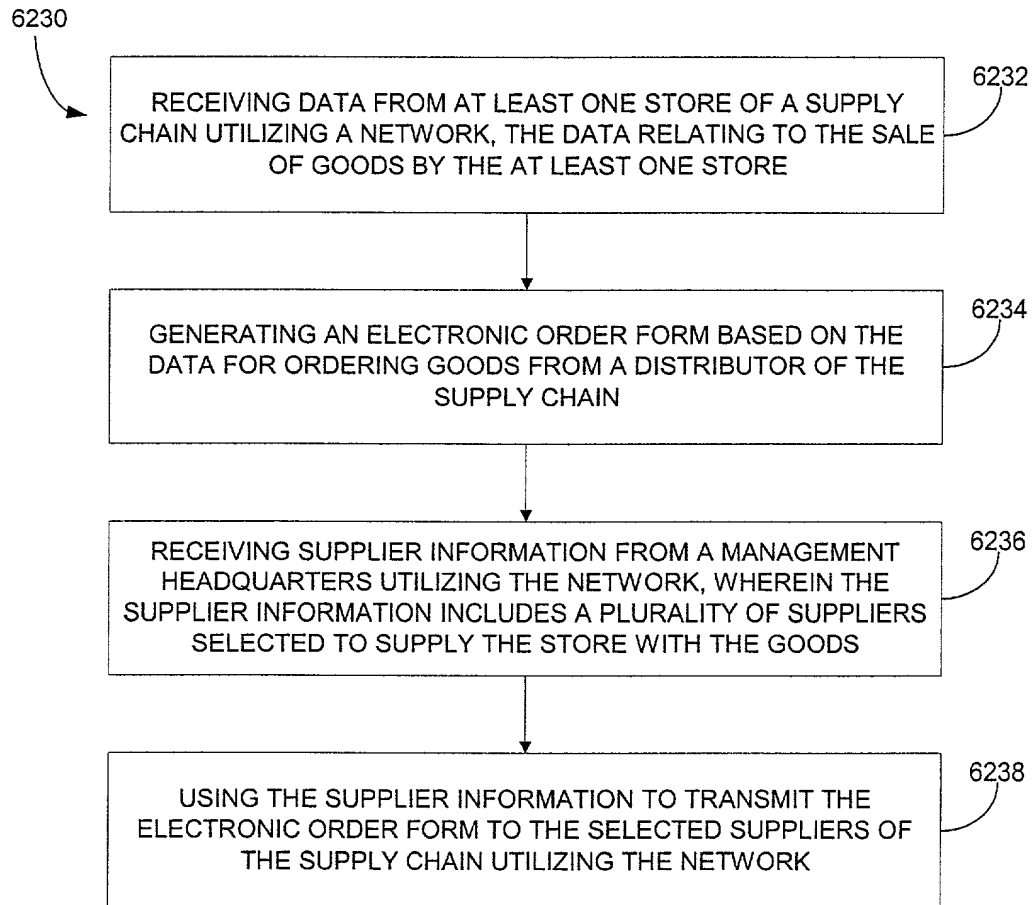 6230
6232
RECEIVING DATA FROM AT LEAST ONE STORE OF A SUPPLY
CHAIN UTILIZING A NETWORK, THE DATA RELATING TO THE SALE
OF GOODS BY THE AT LEAST ONE STORE
6234
GENERATING AN ELECTRONIC ORDER FORM BASED ON THE
DATA FOR ORDERING GOODS FROM A DISTRIBUTOR OF THE
SUPPLY CHAIN
6236
RECEIVING SUPPLIER INFORMATION FROM A MANAGEMENT
HEADQUARTERS UTILIZING THE NETWORK, WHEREIN THE
SUPPLIER INFORMATION INCLUDES A PLURALITY OF SUPPLIERS
SELECTED TO SUPPLY THE STORE WITH THE GOODS
6238
USING THE SUPPLIER INFORMATION TO TRANSMIT THE
ELECTRONIC ORDER FORM TO THE SELECTED SUPPLIERS OF
THE SUPPLY CHAIN UTILIZING THE NETWORK